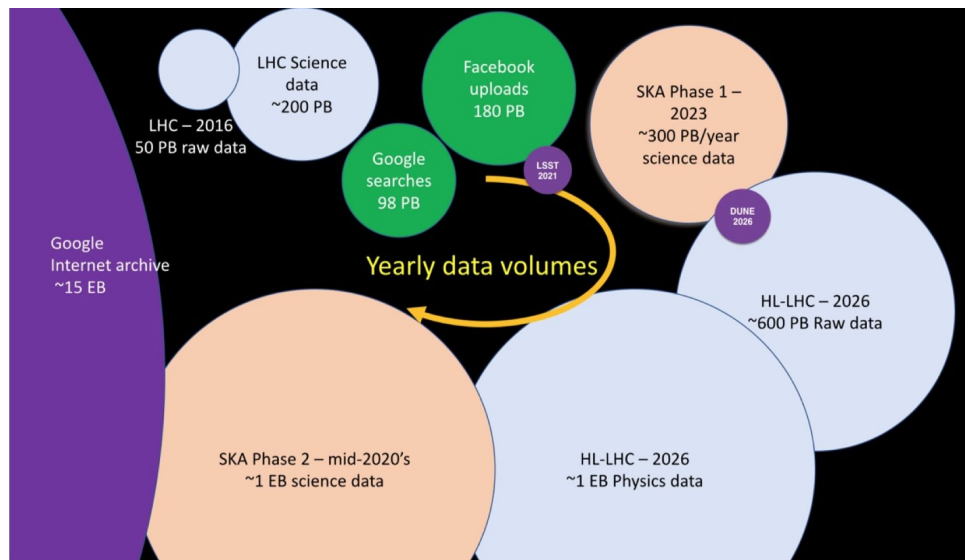 LHC – 2016
50 PB raw data
LHC Science
data
~200 PB
Google
searches
98 PB
Facebook
uploads
180 PB
LSST
2021
SKA Phase 1 –
2023
~300 PB/year
science data
DUNE
2026
HL-LHC – 2026
~600 PB Raw data
Yearly data volumes
Google
Internet archive
~15 EB
SKA Phase 2 – mid-2020's
~1 EB science data
HL-LHC – 2026
~1 EB Physics data